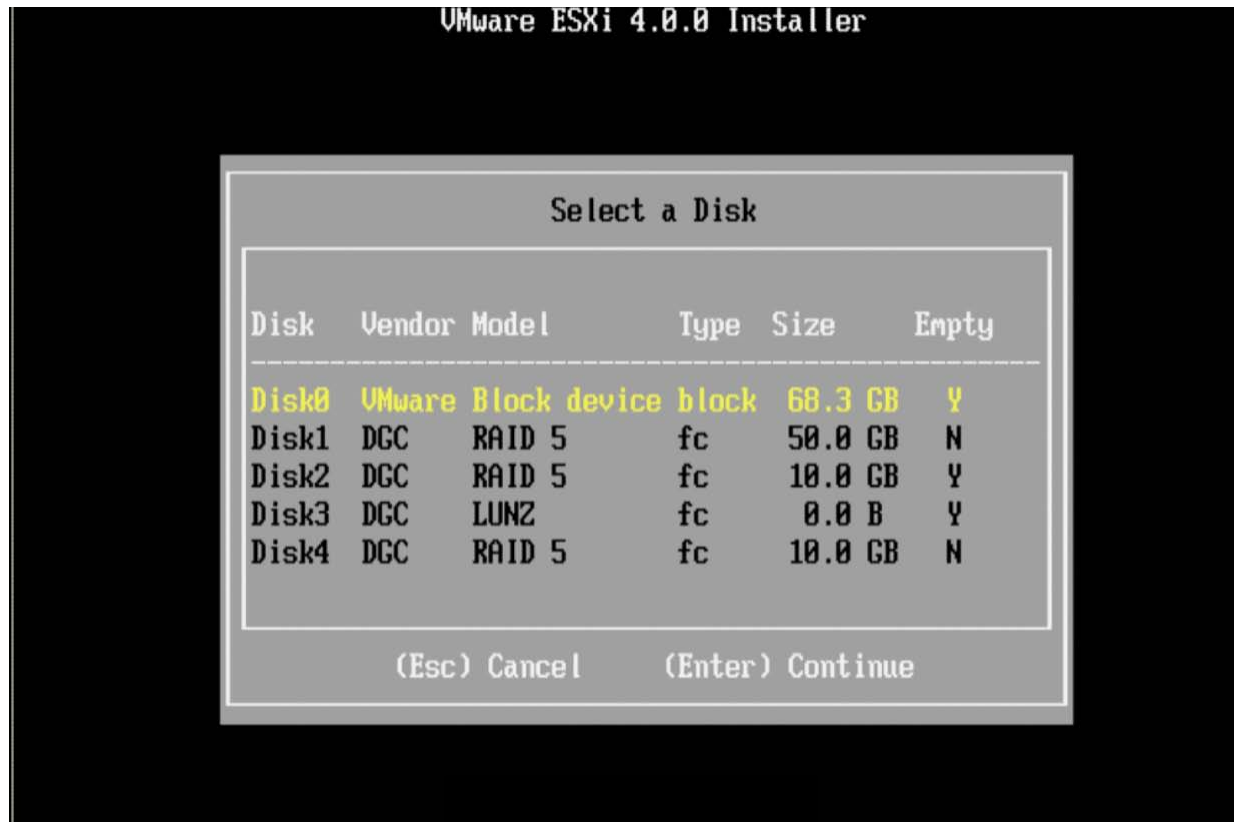 VMware ESXi 4.0.0 Installer
Select a Disk
Disk Vendor Model Type Size Empty
Disk0 VMware Block device block 68.3 GB Y
Disk1 DGC RAID 5 fc 50.0 GB N
Disk2 DGC RAID 5 fc 10.0 GB Y
Disk3 DGC LUNZ fc 0.0 B Y
Disk4 DGC RAID 5 fc 10.0 GB N
(Esc) Cancel (Enter) Continue